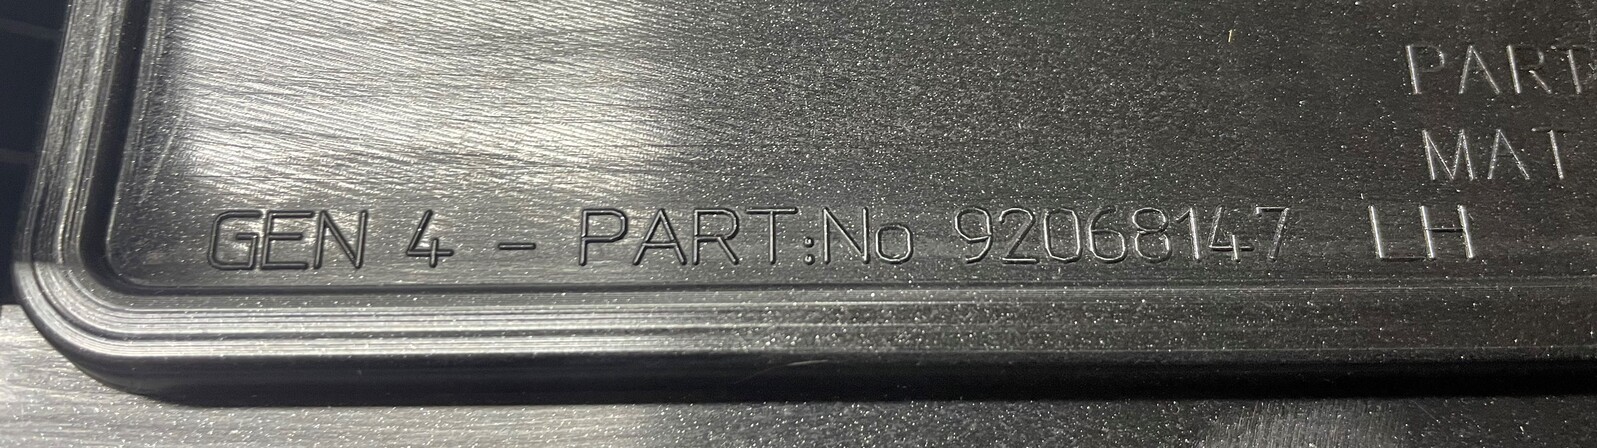 PART
MAT
GEN 4 - PART:No 92068147 LH